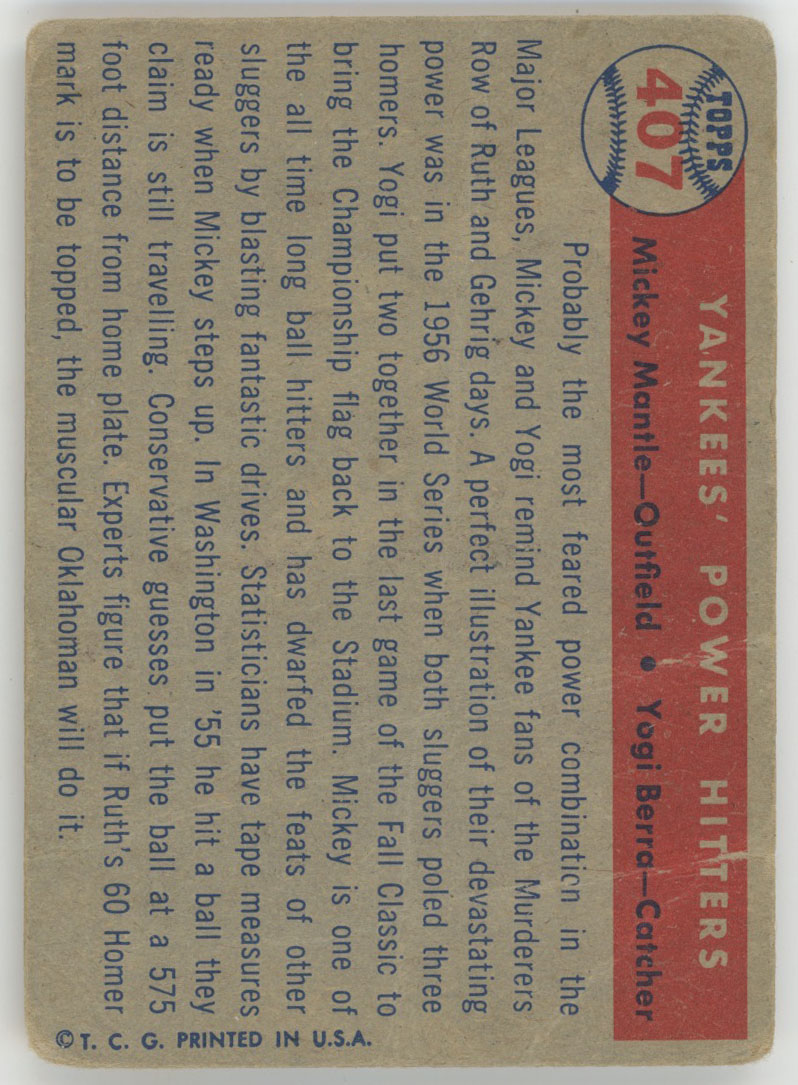 TOPPS
407
YANKEES' POWER HITTERS
Mickey Mantle—Outfield • Yogi Berra—Catcher
Probably the most feared power combination in the
Major Leagues, Mickey and Yogi remind Yankee fans of the Murderers
Row of Ruth and Gehrig days. A perfect illustration of their devastating
power was in the 1956 World Series when both sluggers poled three
homers. Yogi put two together in the last game of the Fall Classic to
bring the Championship flag back to the Stadium. Mickey is one of
the all time long ball hitters and has dwarfed the feats of other
sluggers by blasting fantastic drives. Statisticians have tape measures
ready when Mickey steps up. In Washington in '55 he hit a ball they
claim is still travelling. Conservative guesses put the ball at a 575
foot distance from home plate. Experts figure that if Ruth's 60 Homer
mark is to be topped, the muscular Oklahoman will do it.
© T. C. G. PRINTED IN U.S.A.